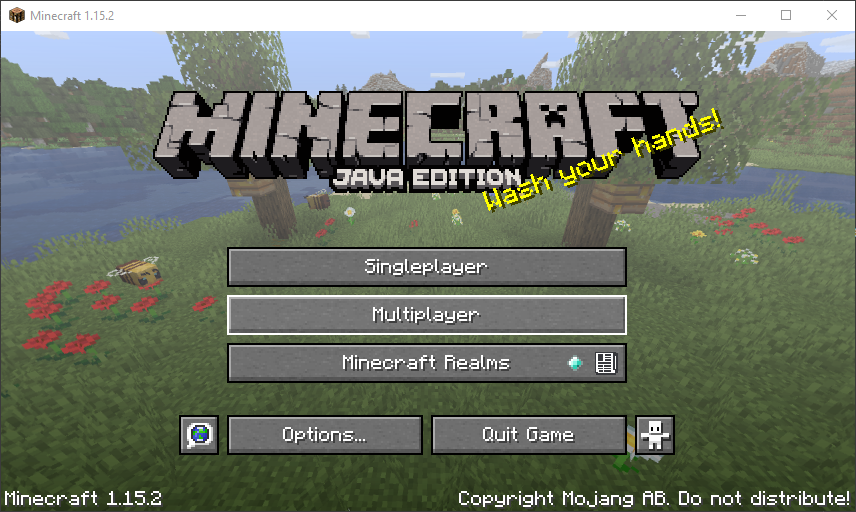 Minecraft 1.15.2
MINECRAFT
JAVA EDITION
Wash your hands!
Singleplayer
Multiplayer
Minecraft Realms
Options...
Quit Game
Minecraft 1.15.2
Copyright Mojang AB. Do not distribute!